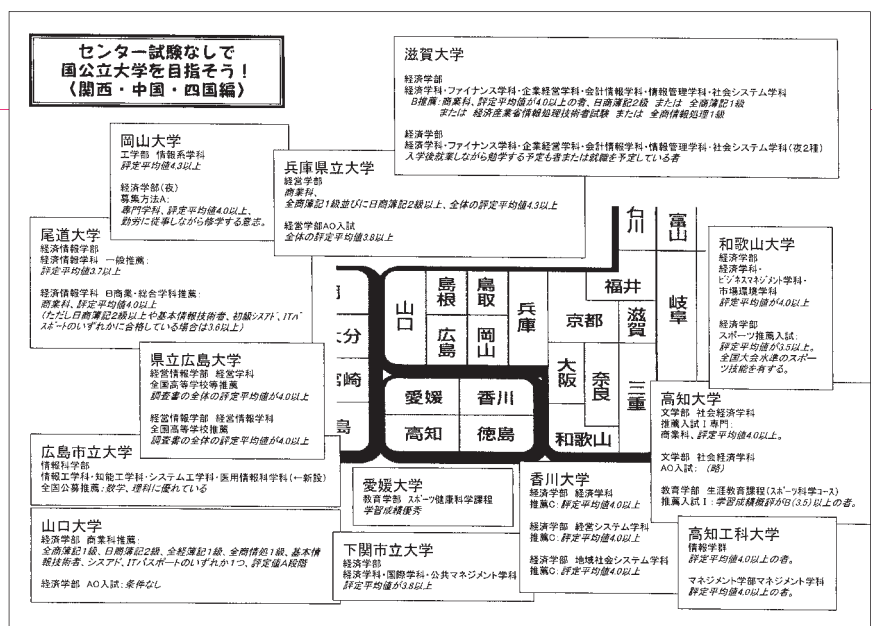 センター試験なしで
国公立大学を目指そう！
（関西・中国・四国編）
滋賀大学
経済学部
経済学科・ファイナンス学科・企業経営学科・会計情報学科・情報管理学科・社会システム学科
B推薦：商業科、評定平均値が4.0以上の者、日商簿記2級 または 全商簿記1級
または 経済産業省情報処理技術者試験 または 全商情報処理1級
経済学部
経済学科・ファイナンス学科・企業経営学科・会計情報学科・情報管理学科・社会システム学科（夜2種）
入学後就業しながら勉学する予定も者または就職を予定している者
岡山大学
工学部 情報系学科
評定平均値4.3以上
経済学部（夜）
募集方法A：
専門学科、評定平均値4.0以上、
勤労に従事しながら修学する意志。
兵庫県立大学
経営学部
商業科、
全商簿記1級並びに日商簿記2級以上、全体の評定平均値4.3以上
経営学部AO入試
全体の評定平均値3.8以上
尾道大学
経済情報学部
経済情報学科 一般推薦：
評定平均値3.7以上
経済情報学科 B商業・総合学科推薦：
商業科、評定平均値4.0以上
（ただし日商簿記2級以上や基本情報技術者、初級シスアド、ITパ
スポートのいずれかに合格している場合は3.6以上）
和歌山大学
経済学部
経済学科・
ビジネスマネジメント学科・
市場環境学科
評定平均値が4.0以上
経済学部
スポーツ推薦入試：
評定平均値が3.5以上。
全国大会水準のスポー
ツ技能を有する。
石川
富山
福井
岐阜
山口
島根
鳥取
兵庫
広島
岡山
京都
滋賀
大阪
奈良
三重
和歌山
愛媛
香川
高知
徳島
大分
宮崎
島
県立広島大学
経営情報学部 経営学科
全国高等学校等推薦
調査書の全体の評定平均値が4.0以上
経営情報学部 経営情報学科
全国高等学校推薦
調査書の全体の評定平均値が4.0以上
高知大学
文学部 社会経済学科
推薦入試Ⅰ専門：
商業科、評定平均値4.0以上。
文学部 社会経済学科
AO入試： （略）
教育学部 生涯教育課程（スポーツ科学コース）
推薦入試Ⅰ：学習成績概評がB（3.5）以上の者。
広島市立大学
情報科学部
情報工学科・知能工学科・システム工学科・医用情報科学科（←新設）
全国公募推薦：数学、理科に優れている
愛媛大学
教育学部 スポーツ健康科学課程
学習成績優秀
香川大学
経済学部 経済学科
推薦C：評定平均値4.0以上
経済学部 経営システム学科
推薦C：評定平均値4.0以上
経済学部 地域社会システム学科
推薦C：評定平均値4.0以上
山口大学
経済学部 商業科推薦：
全商簿記1級、日商簿記2級、全経簿記1級、全商情処1級、基本情
報技術者、シスアド、ITパスポートのいずれか1つ、評定値A段階
経済学部 AO入試：条件なし
下関市立大学
経済学部
経済学科・国際学科・公共マネジメント学科
評定平均値が3.8以上
高知工科大学
情報学群
評定平均値4.0以上の者。
マネジメント学部マネジメント学科
評定平均値4.0以上の者。